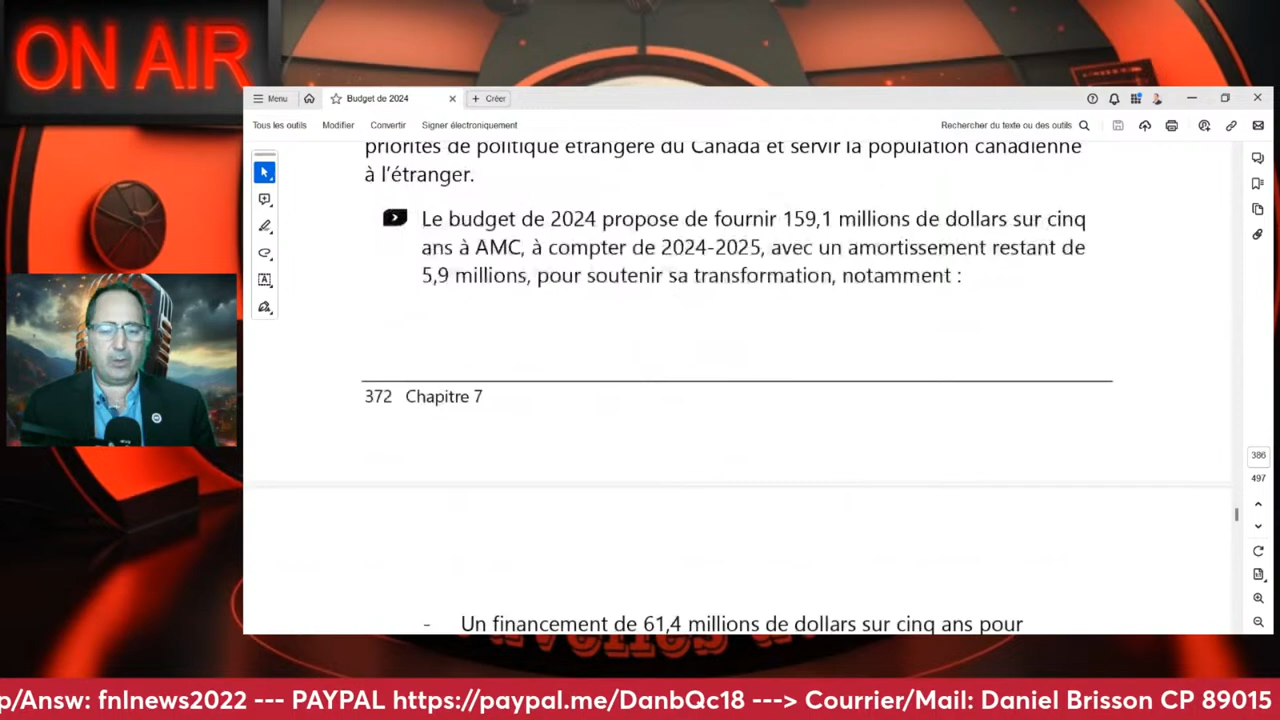 ON AIR
Menu
Budget de 2024
Créer
Tous les outils
Modifier
Convertir
Signer électroniquement
Rechercher du texte ou des outils
priorités de politique étrangère du Canada et servir la population canadienne
à l'étranger.
Le budget de 2024 propose de fournir 159,1 millions de dollars sur cinq
ans à AMC, à compter de 2024-2025, avec un amortissement restant de
5,9 millions, pour soutenir sa transformation, notamment :
372 Chapitre 7
386
497
- Un financement de 61,4 millions de dollars sur cinq ans pour
p/Answ: fnlnews2022 --- PAYPAL https://paypal.me/DanbQc18 ---> Courrier/Mail: Daniel Brisson CP 89015